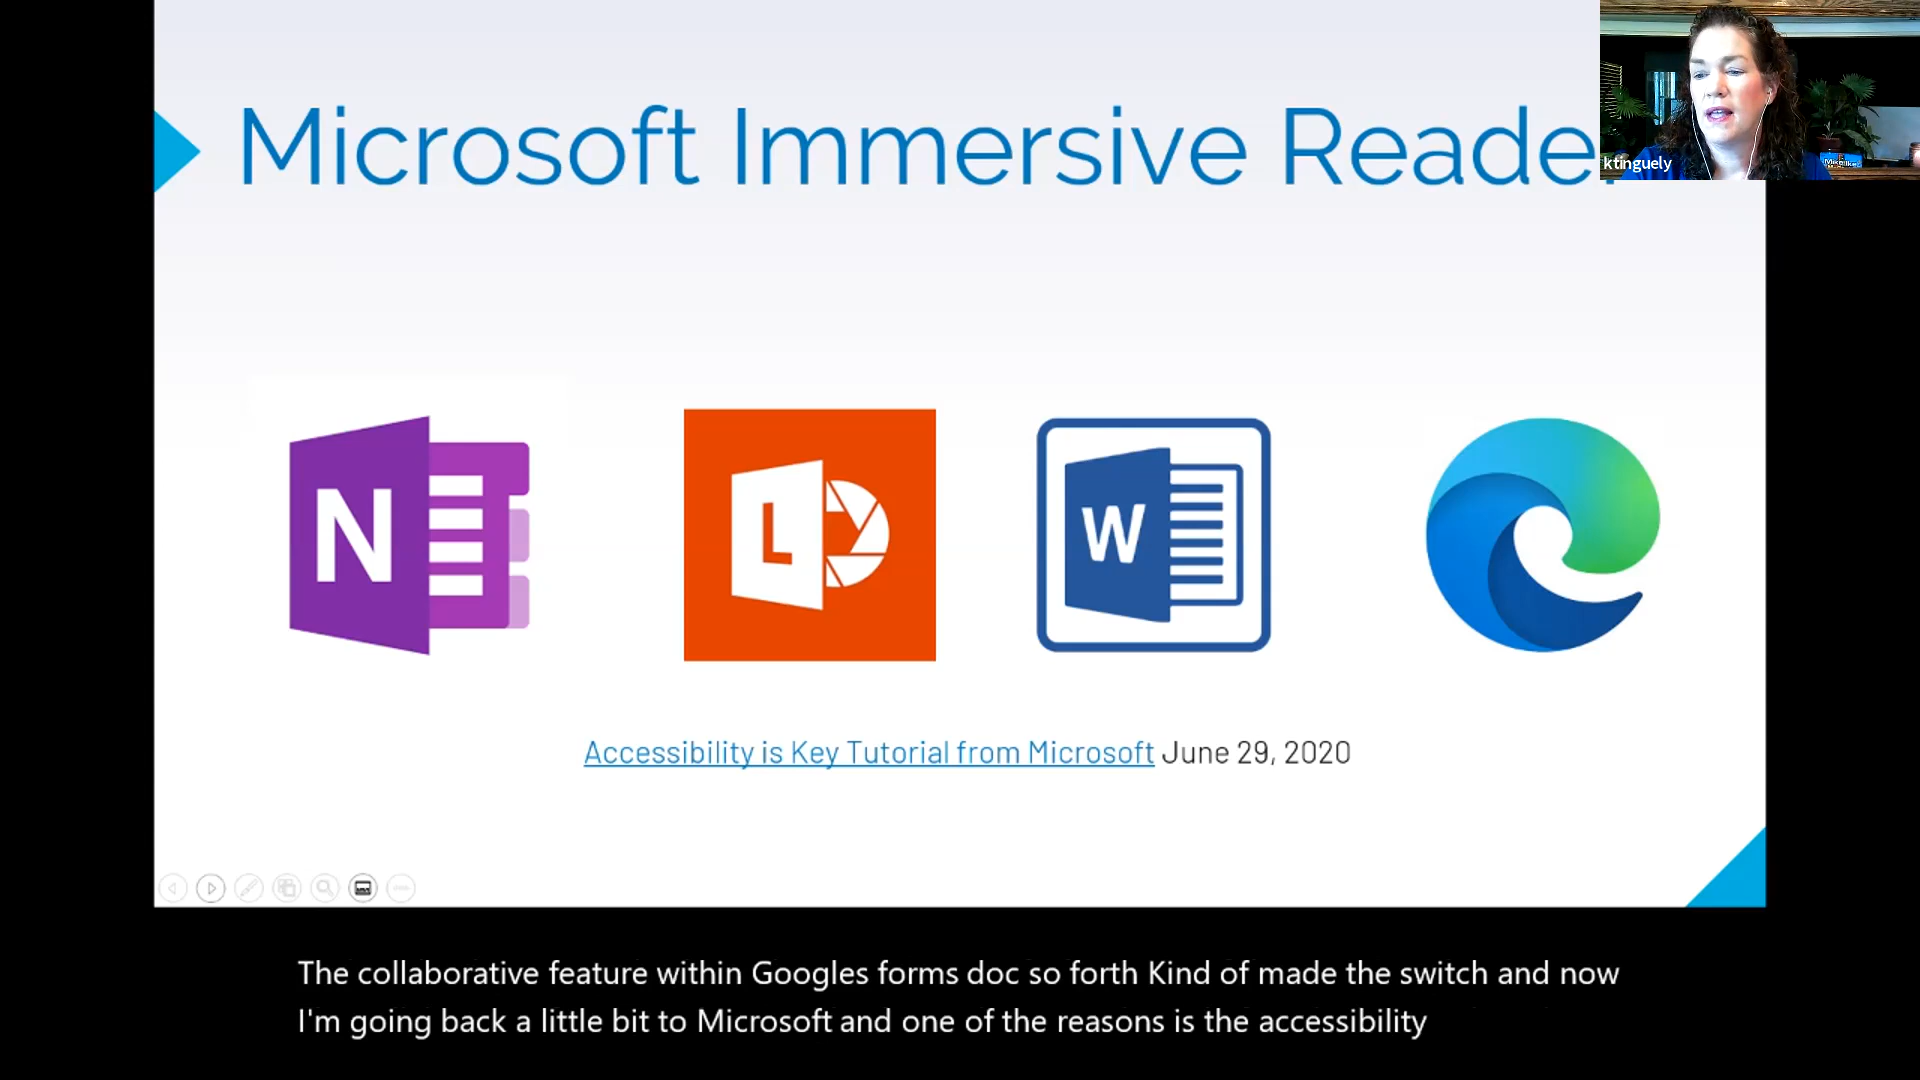 Microsoft Immersive Reade
ktinguely
N
L
W
Accessibility is Key Tutorial from Microsoft June 29, 2020
The collaborative feature within Googles forms doc so forth Kind of made the switch and now
I'm going back a little bit to Microsoft and one of the reasons is the accessibility